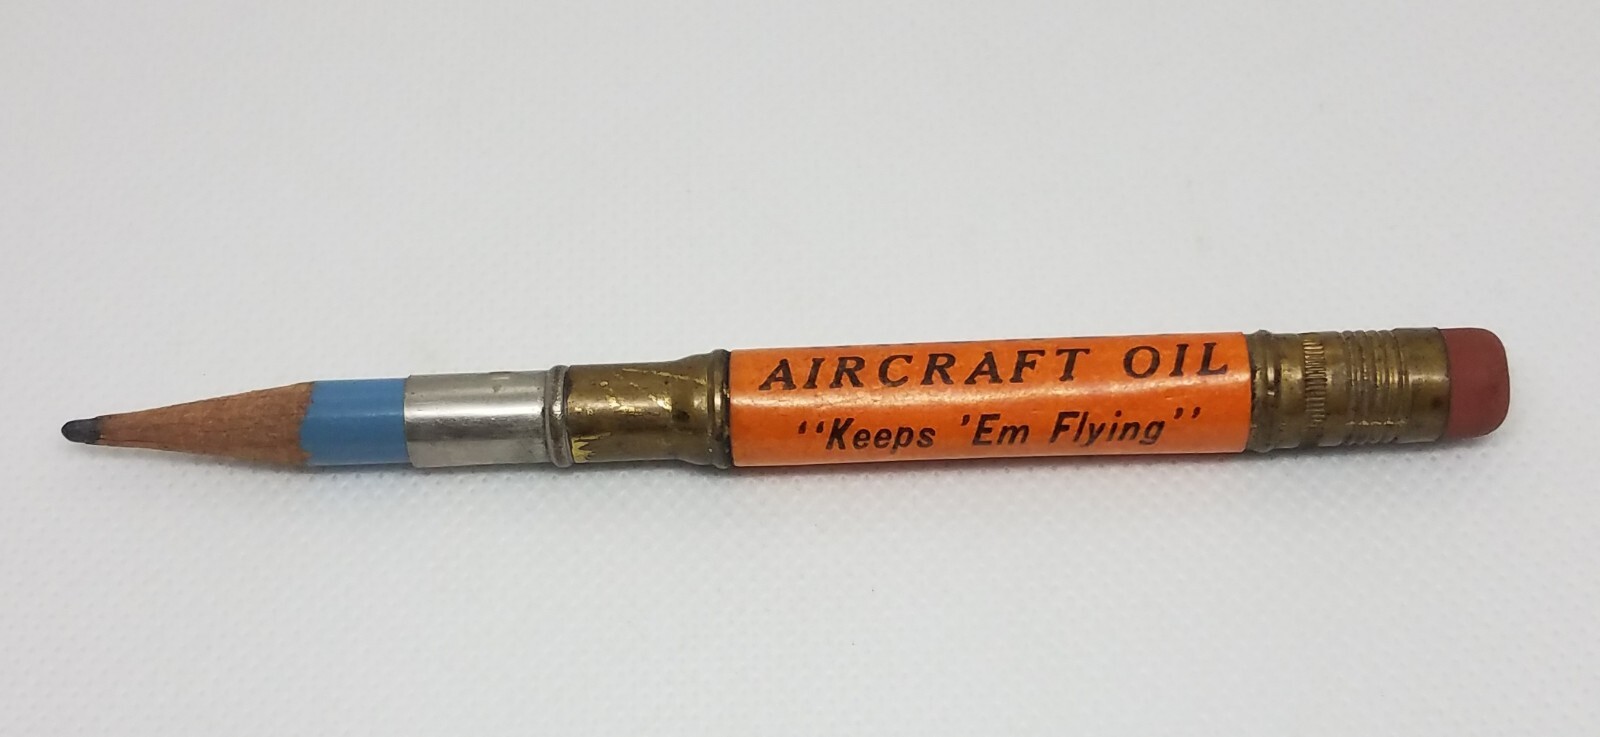 AIRCRAFT OIL
"Keeps 'Em Flying"